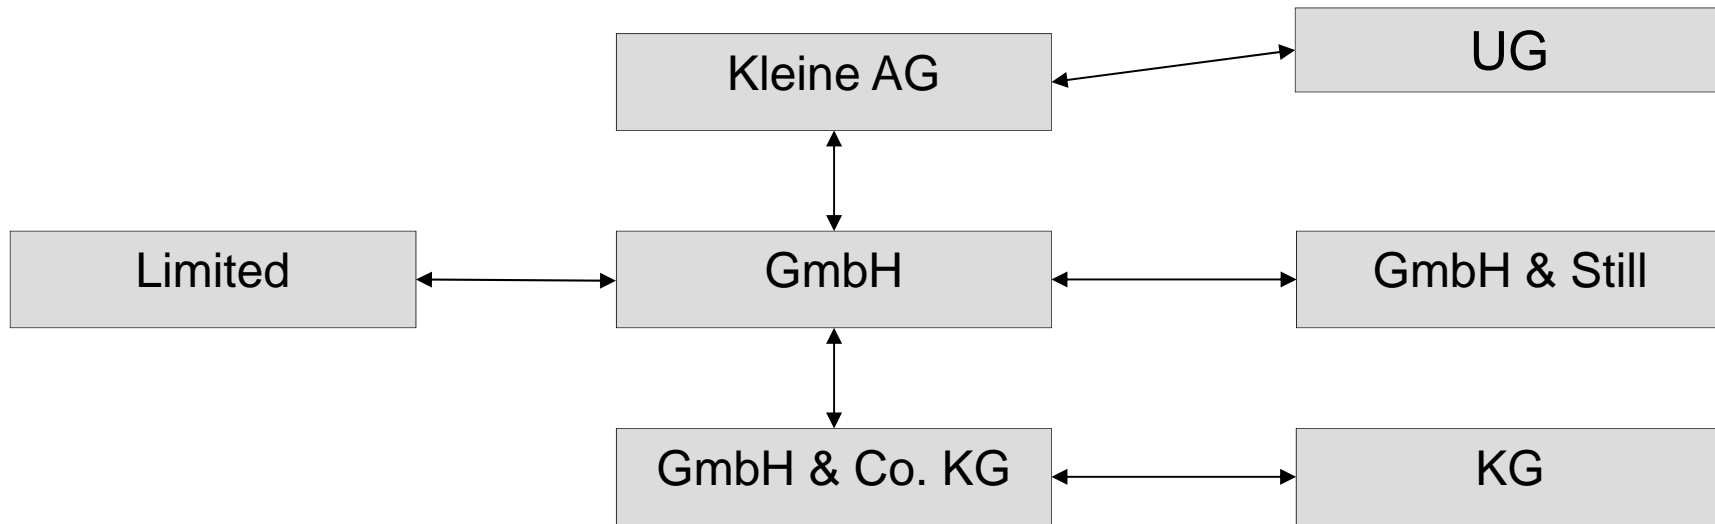 Kleine AG
UG
Limited
GmbH
GmbH & Still
GmbH & Co. KG
KG